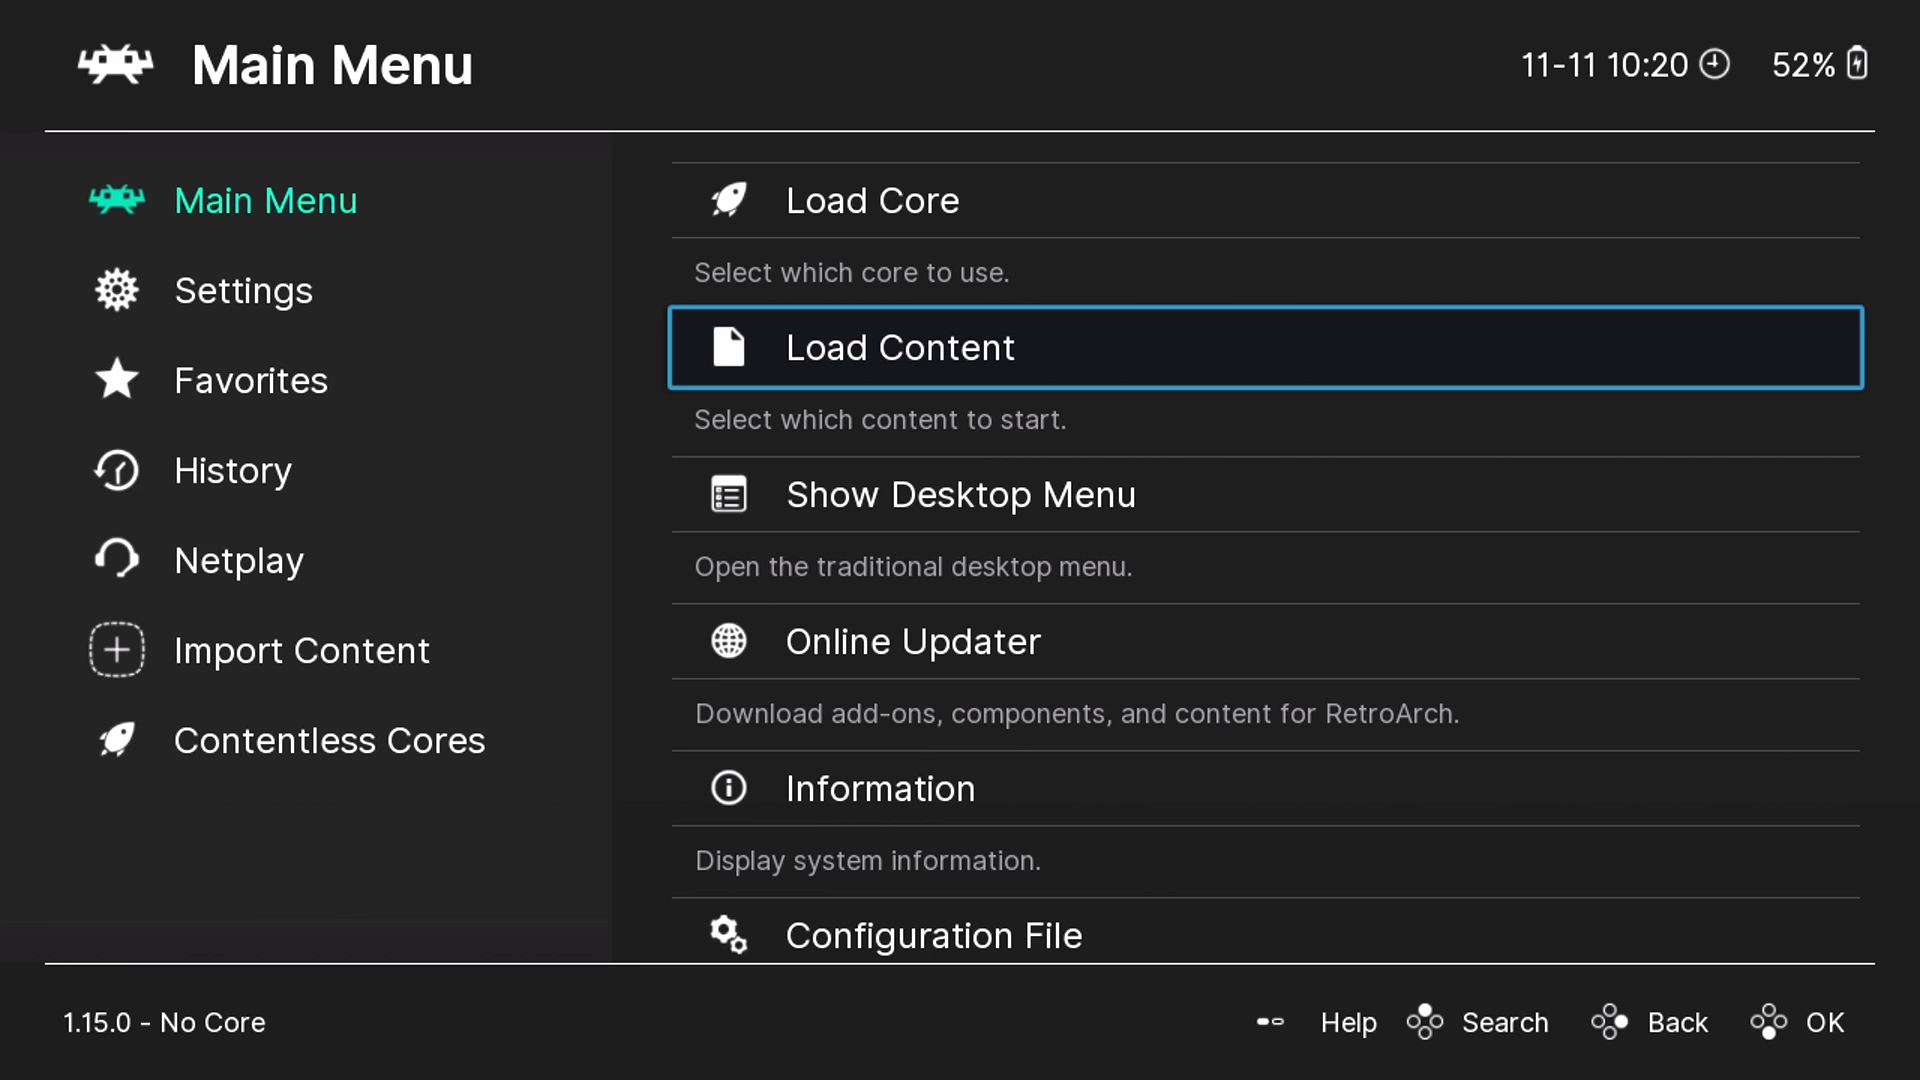 Main Menu
11-11 10:20
52%
Main Menu
Settings
Favorites
History
Netplay
Import Content
Contentless Cores
Load Core
Select which core to use.
Load Content
Select which content to start.
Show Desktop Menu
Open the traditional desktop menu.
Online Updater
Download add-ons, components, and content for RetroArch.
Information
Display system information.
Configuration File
1.15.0 - No Core
Help
Search
Back
OK